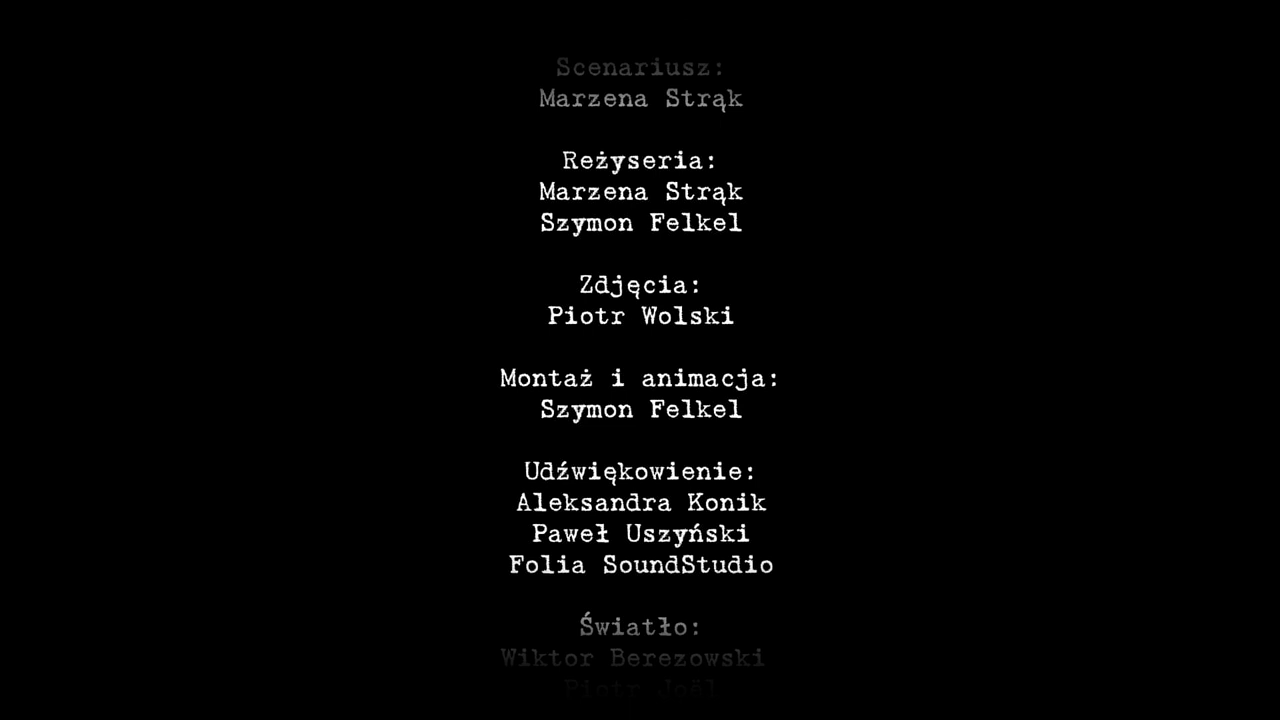 Scenariusz:
Marzena Strąk
Reżyseria:
Marzena Strąk
Szymon Felkel
Zdjęcia:
Piotr Wolski
Montaż i animacja:
Szymon Felkel
Udźwiękowienie:
Aleksandra Konik
Paweł Uszyński
Folia SoundStudio
Światło:
Wiktor Berezowski
Piotr